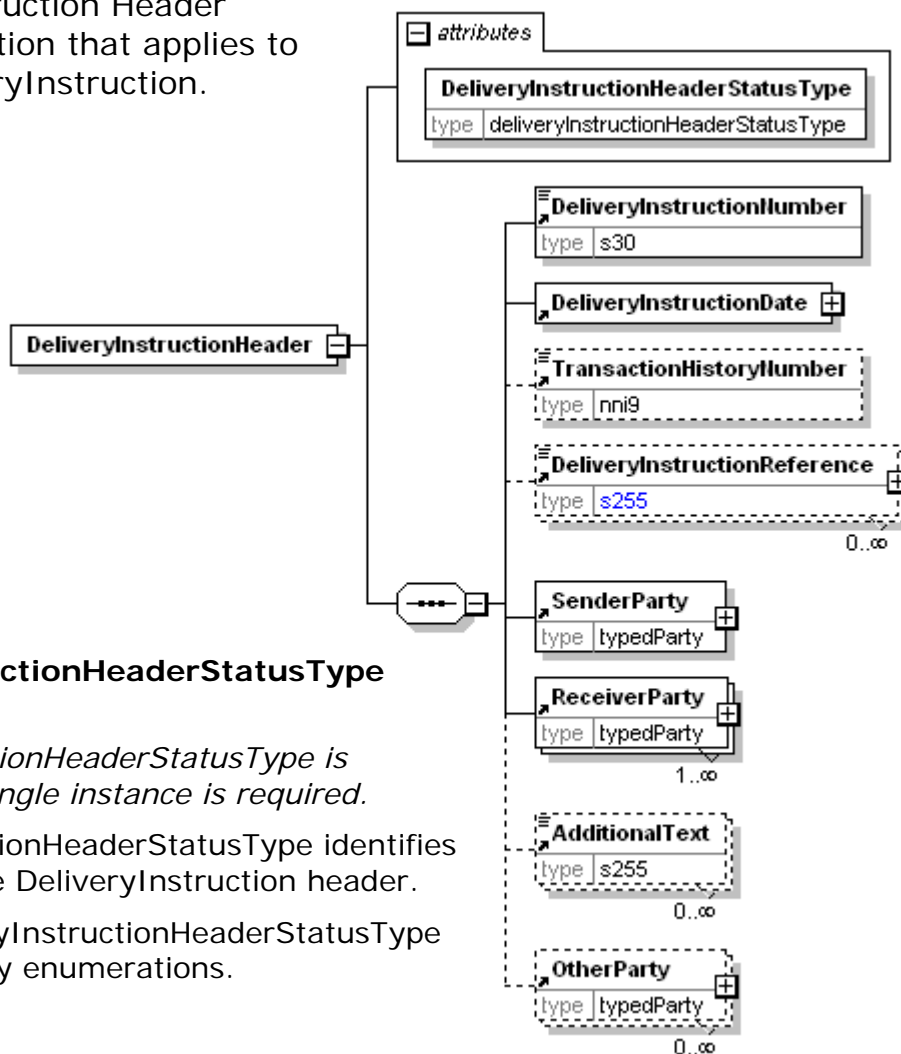 ruction Header
tion that applies to
ryInstruction.
attributes
DeliveryInstructionHeaderStatusType
type deliveryInstructionHeaderStatusType
DeliveryInstructionNumber
type s30
DeliveryInstructionDate
DeliveryInstructionHeader
TransactionHistoryNumber
type nni9
DeliveryInstructionReference
type s255
0..∞
SenderParty
type typedParty
ctionHeaderStatusType
ReceiverParty
type typedParty
1..∞
ionHeaderStatusType is
ngle instance is required.
ionHeaderStatusType identifies
e DeliveryInstruction header.
yInstructionHeaderStatusType
y enumerations.
AdditionalText
type s255
0..∞
OtherParty
type typedParty
0..∞